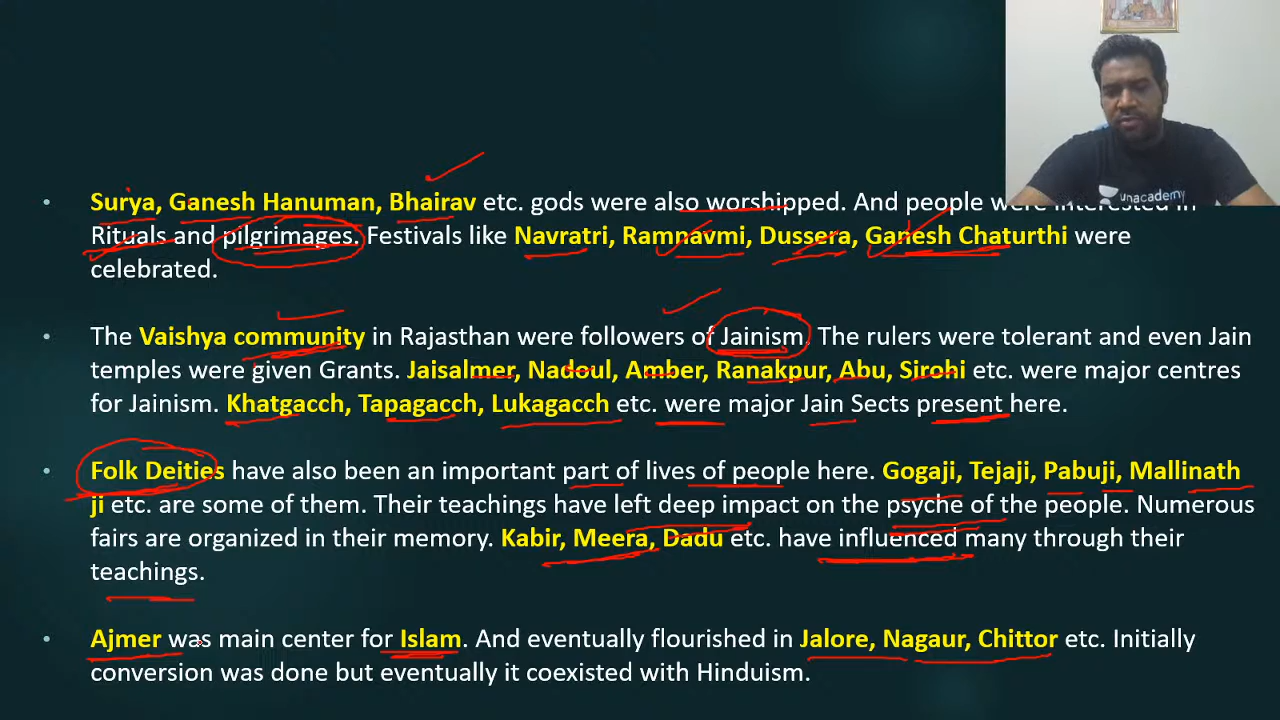 • Surya, Ganesh Hanuman, Bhairav etc. gods were also worshipped. And people were interested in
Rituals and pilgrimages. Festivals like Navratri, Ramnavmi, Dussera, Ganesh Chaturthi were
celebrated.
• The Vaishya community in Rajasthan were followers of Jainism. The rulers were tolerant and even Jain
temples were given Grants. Jaisalmer, Nadoul, Amber, Ranakpur, Abu, Sirohi etc. were major centres
for Jainism. Khatgacch, Tapagacch, Lukagacch etc. were major Jain Sects present here.
• Folk Deities have also been an important part of lives of people here. Gogaji, Tejaji, Pabuji, Mallinath
ji etc. are some of them. Their teachings have left deep impact on the psyche of the people. Numerous
fairs are organized in their memory. Kabir, Meera, Dadu etc. have influenced many through their
teachings.
• Ajmer was main center for Islam. And eventually flourished in Jalore, Nagaur, Chittor etc. Initially
conversion was done but eventually it coexisted with Hinduism.
unacademy